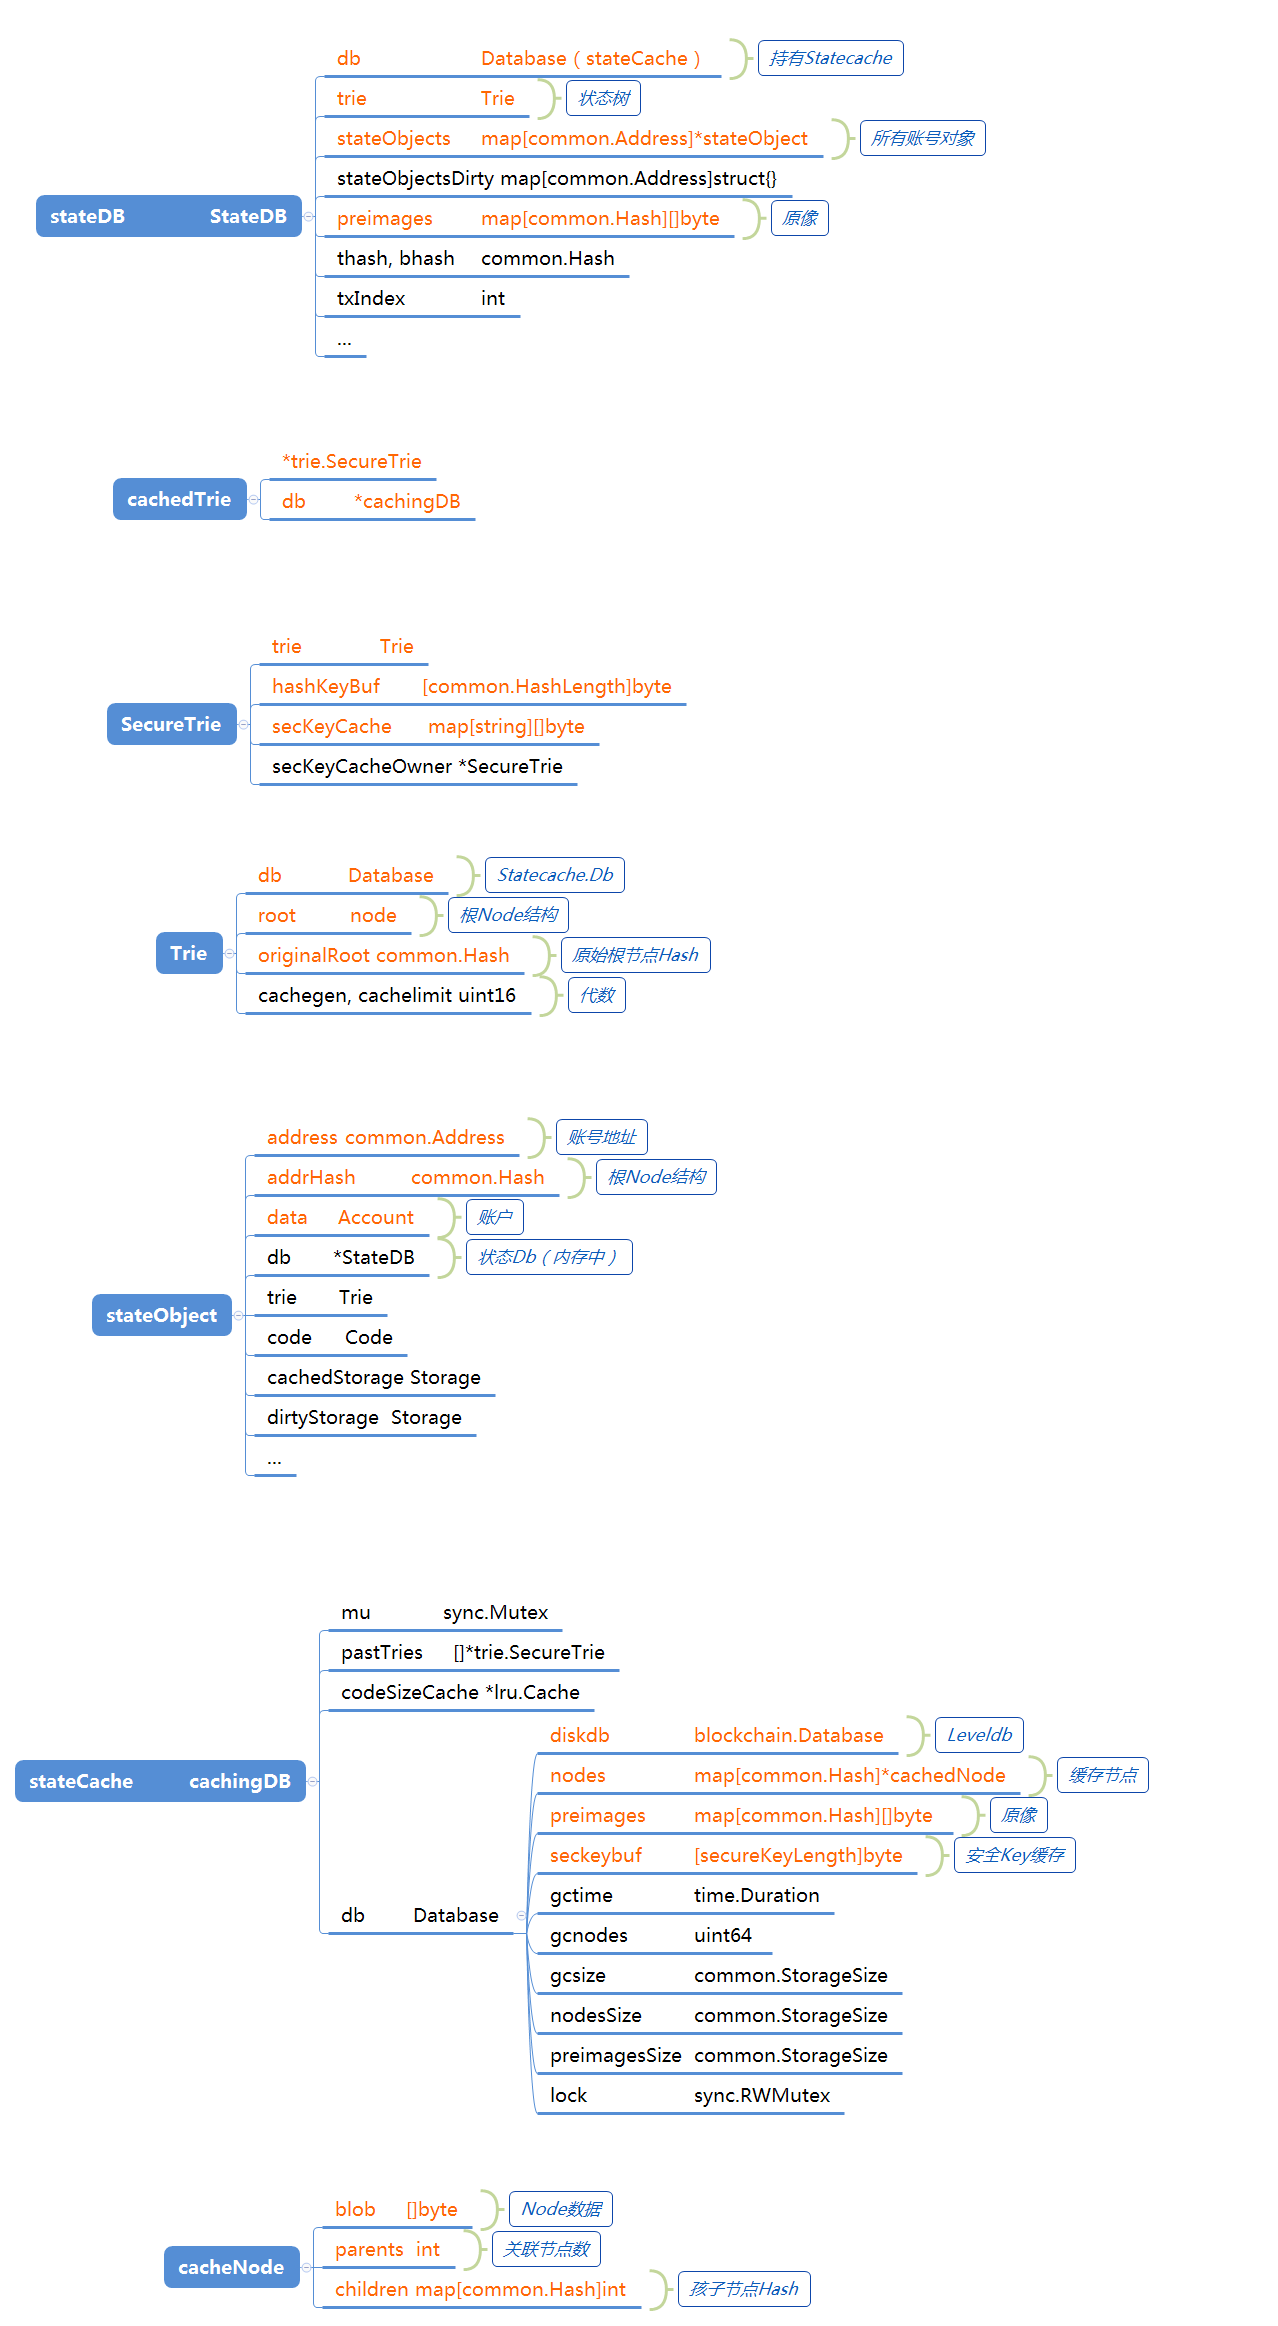 db Database（stateCache） 持有Statecache
trie Trie 状态树
stateObjects map[common.Address]*stateObject 所有账号对象
stateObjectsDirty map[common.Address]struct{}
stateDB StateDB
preimages map[common.Hash][]byte 原像
thash, bhash common.Hash
txIndex int
...
*trie.SecureTrie
cachedTrie
db *cachingDB
trie Trie
hashKeyBuf [common.HashLength]byte
SecureTrie
secKeyCache map[string][]byte
secKeyCacheOwner *SecureTrie
db Database Statecache.Db
root node 根Node结构
Trie
originalRoot common.Hash 原始根节点Hash
cachegen, cachelimit uint16 代数
address common.Address 账号地址
addrHash common.Hash 根Node结构
data Account 账户
db *StateDB 状态Db（内存中）
trie Trie
stateObject
code Code
cachedStorage Storage
dirtyStorage Storage
...
mu sync.Mutex
pastTries []*trie.SecureTrie
codeSizeCache *lru.Cache
stateCache cachingDB
db Database
diskdb blockchain.Database Leveldb
nodes map[common.Hash]*cachedNode 缓存节点
preimages map[common.Hash][]byte 原像
seckeybuf [secureKeyLength]byte 安全Key缓存
gctime time.Duration
gcnodes uint64
gcsize common.StorageSize
nodesSize common.StorageSize
preimagesSize common.StorageSize
lock sync.RWMutex
blob []byte Node数据
parents int 关联节点数
cacheNode
children map[common.Hash]int 孩子节点Hash